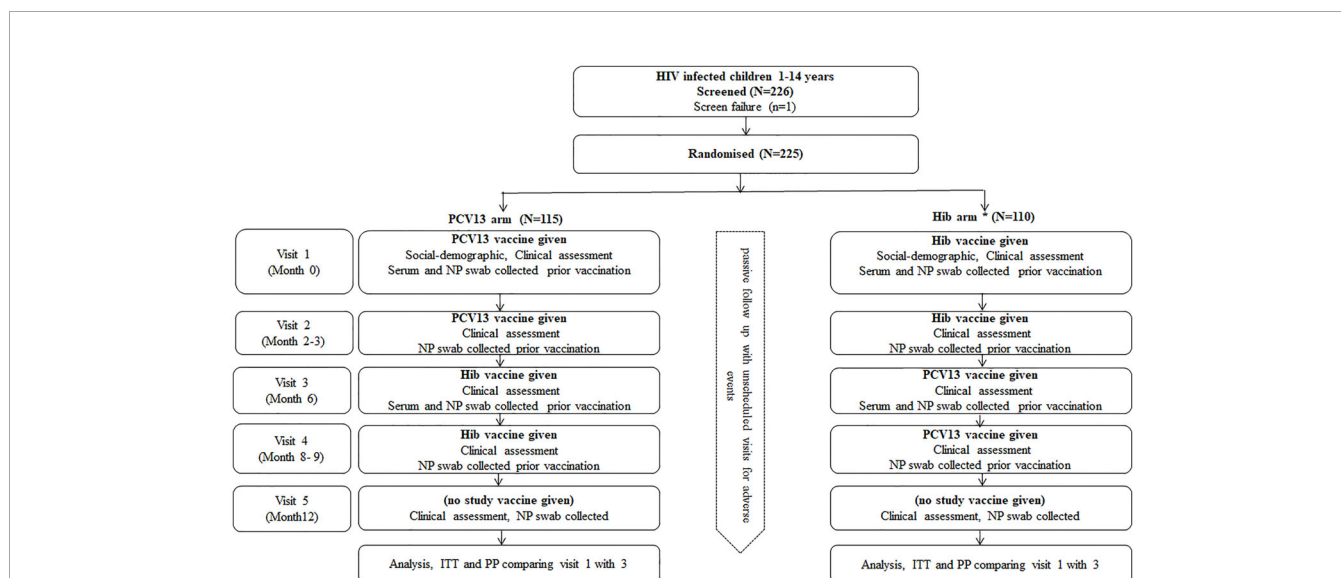 HIV infected children 1-14 years
Screened (N=226)
Screen failure (n=1)
Randomised (N=225)
PCV13 arm (N=115)
Hib arm * (N=110)
Visit 1
(Month 0)
PCV13 vaccine given
Social-demographic, Clinical assessment
Serum and NP swab collected prior vaccination
Hib vaccine given
Social-demographic, Clinical assessment
Serum and NP swab collected prior vaccination
passive follow up with unscheduled visits for adverse
events
Visit 2
(Month 2-3)
PCV13 vaccine given
Clinical assessment
NP swab collected prior vaccination
Hib vaccine given
Clinical assessment
NP swab collected prior vaccination
Visit 3
(Month 6)
Hib vaccine given
Clinical assessment
Serum and NP swab collected prior vaccination
PCV13 vaccine given
Clinical assessment
Serum and NP swab collected prior vaccination
Visit 4
(Month 8-9)
Hib vaccine given
Clinical assessment
NP swab collected prior vaccination
PCV13 vaccine given
Clinical assessment
NP swab collected prior vaccination
Visit 5
(Month12)
(no study vaccine given)
Clinical assessment, NP swab collected
(no study vaccine given)
Clinical assessment, NP swab collected
Analysis, ITT and PP comparing visit 1 with 3
Analysis, ITT and PP comparing visit 1 with 3